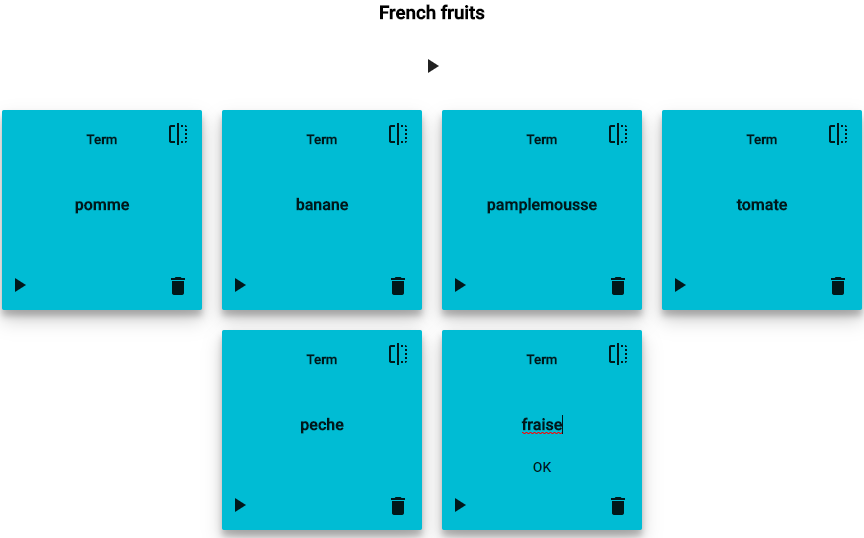 French fruits
Term
Term
Term
Term
pomme
banane
pamplemousse
tomate
Term
Term
peche
fraise
OK